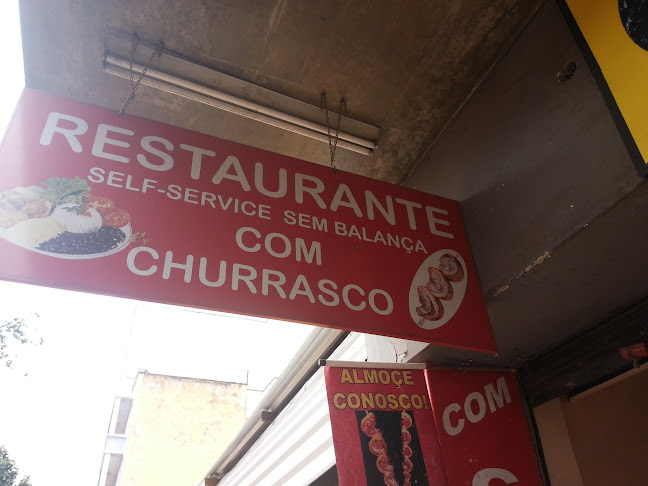 RESTAURANTE
SELF-SERVICE SEM BALANÇA
COM
CHURRASCO
ALMOÇE
CONOSCO!
COM